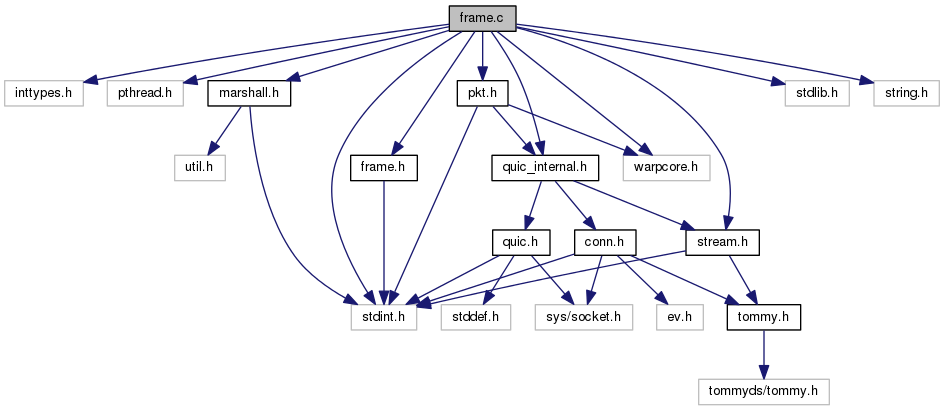 frame.c
inttypes.h
pthread.h
marshall.h
pkt.h
stdlib.h
string.h
util.h
frame.h
quic_internal.h
warpcore.h
quic.h
conn.h
stream.h
stdint.h
stddef.h
sys/socket.h
ev.h
tommy.h
tommyds/tommy.h